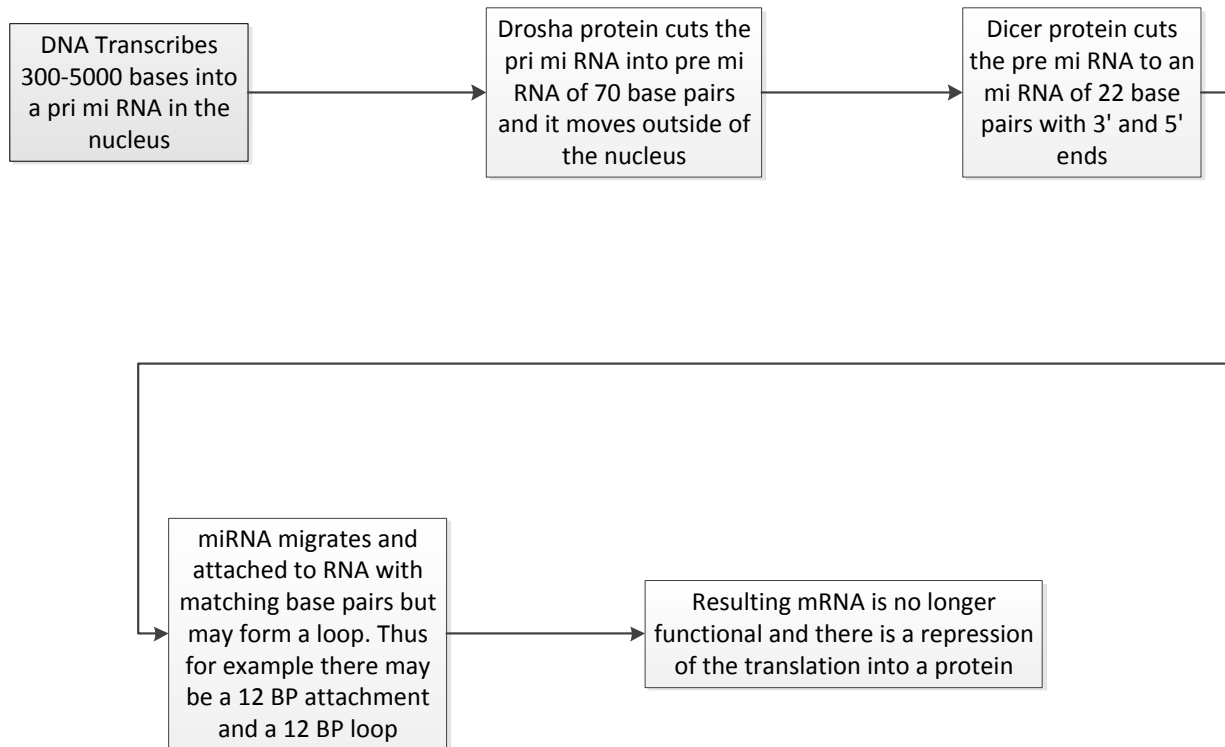 DNA Transcribes
300-5000 bases into
a pri mi RNA in the
nucleus
Drosha protein cuts the
pri mi RNA into pre mi
RNA of 70 base pairs
and it moves outside of
the nucleus
Dicer protein cuts
the pre mi RNA to an
mi RNA of 22 base
pairs with 3' and 5'
ends
miRNA migrates and
attached to RNA with
matching base pairs but
may form a loop. Thus
for example there may
be a 12 BP attachment
and a 12 BP loop
Resulting mRNA is no longer
functional and there is a repression
of the translation into a protein